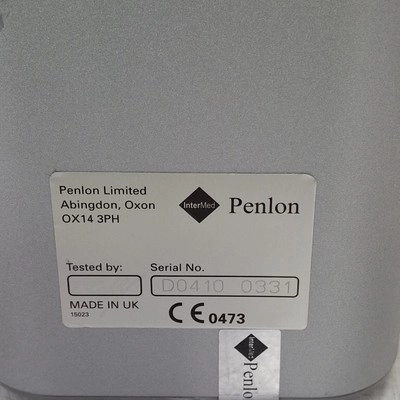 Penlon Limited
Abingdon, Oxon
OX14 3PH
InterMed
Penlon
Tested by:
Serial No.
D0410 0331
MADE IN UK
15023
CE 0473
InterMed
Penlon